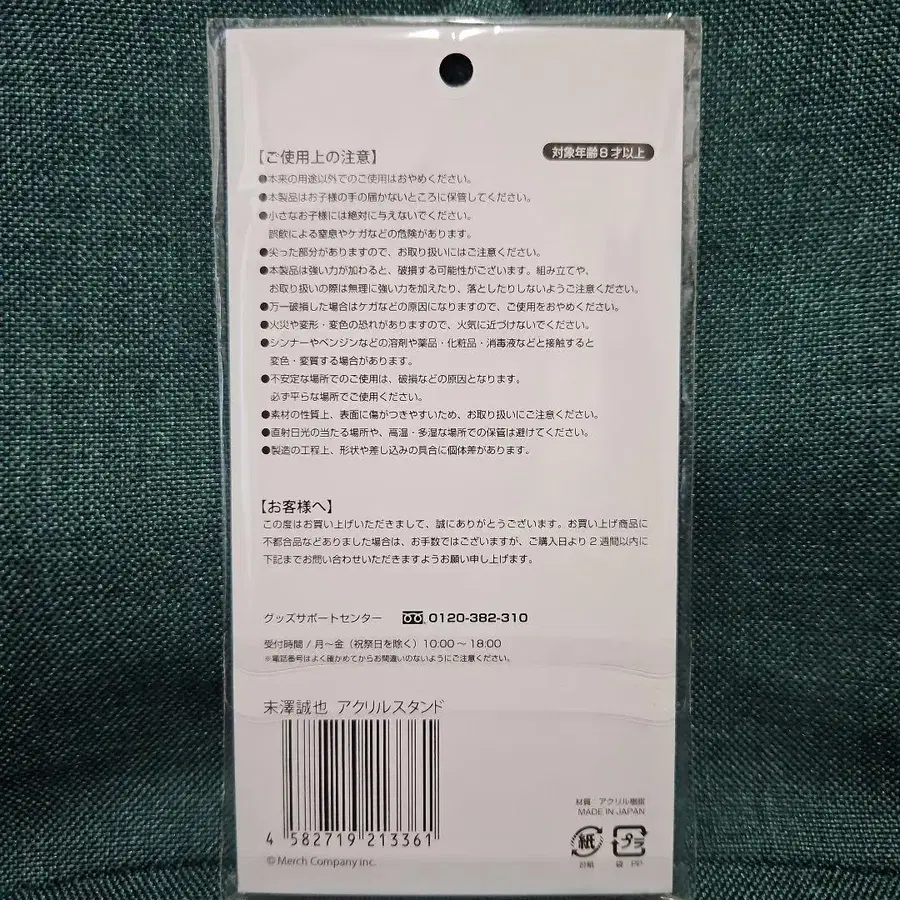 対象年齢8才以上
【ご使用上の注意】
●本来の用途以外でのご使用はおやめください。
●本製品はお子様の手の届かないところに保管してください。
●小さなお子様には絶対に与えないでください。
誤飲による窒息やケガなどの危険があります。
●尖った部分がありますので、お取り扱いにはご注意ください。
●本製品は強い力が加わると、破損する可能性がございます。組み立てや、
お取り扱いの際は無理に強い力を加えたり、落としたりしないようご注意ください。
●万一破損した場合はケガなどの原因になりますので、ご使用をおやめください。
●火災や変形・変色の恐れがありますので、火気に近づけないでください。
●シンナーやベンジンなどの溶剤や薬品・化粧品・消毒液などと接触すると
変色・変質する場合があります。
●不安定な場所でのご使用は、破損などの原因となります。
必ず平らな場所でご使用ください。
●素材の性質上、表面に傷がつきやすいため、お取り扱いにご注意ください。
●直射日光の当たる場所や、高温・多湿な場所での保管は避けてください。
●製造の工程上、形状や差し込みの具合に個体差があります。
【お客様へ】
この度はお買い上げいただきまして、誠にありがとうございます。お買い上げ商品に
不都合品などありました場合は、お手数ではございますが、ご購入日より2週間以内に
下記までお問い合わせいただきますようお願い申し上げます。
グッズサポートセンター 0120-382-310
受付時間 / 月〜金（祝祭日を除く）10:00〜18:00
※電話番号はよく確かめてからお間違いのないようにご注意ください。
末澤誠也 アクリルスタンド
4 582719 213361
© Merch Company inc.
材質 アクリル樹脂
MADE IN JAPAN
紙 プラ
台紙 袋 : PP